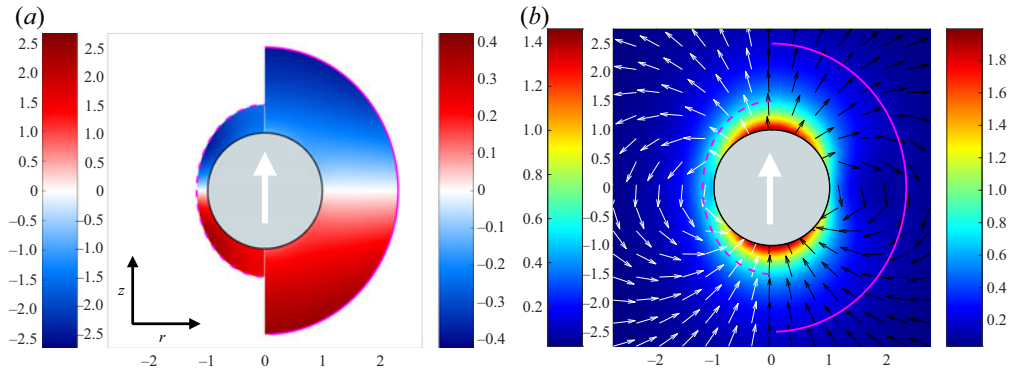 (a) (b)
2.5 2.5 0.4 1.4 2.5 1.8
2.0 2.0 0.3 2.0 1.6
1.5 1.5 1.2 1.5 1.4
1.0 1.0 0.2 1.0 1.0 1.2
0.5 0.5 0.1 0.5
0 0 0 0.8 0 1.0
–0.5 –0.5 –0.1 0.6 –0.5 0.8
–1.0 –1.0 –0.2 –1.0 0.6
–1.5 –1.5 0.4 –1.5
–2.0 z –2.0 –0.3 –2.0 0.4
–2.5 r –2.5 –0.4 0.2 –2.5 0.2
–2 –1 0 1 2 –2 –1 0 1 2